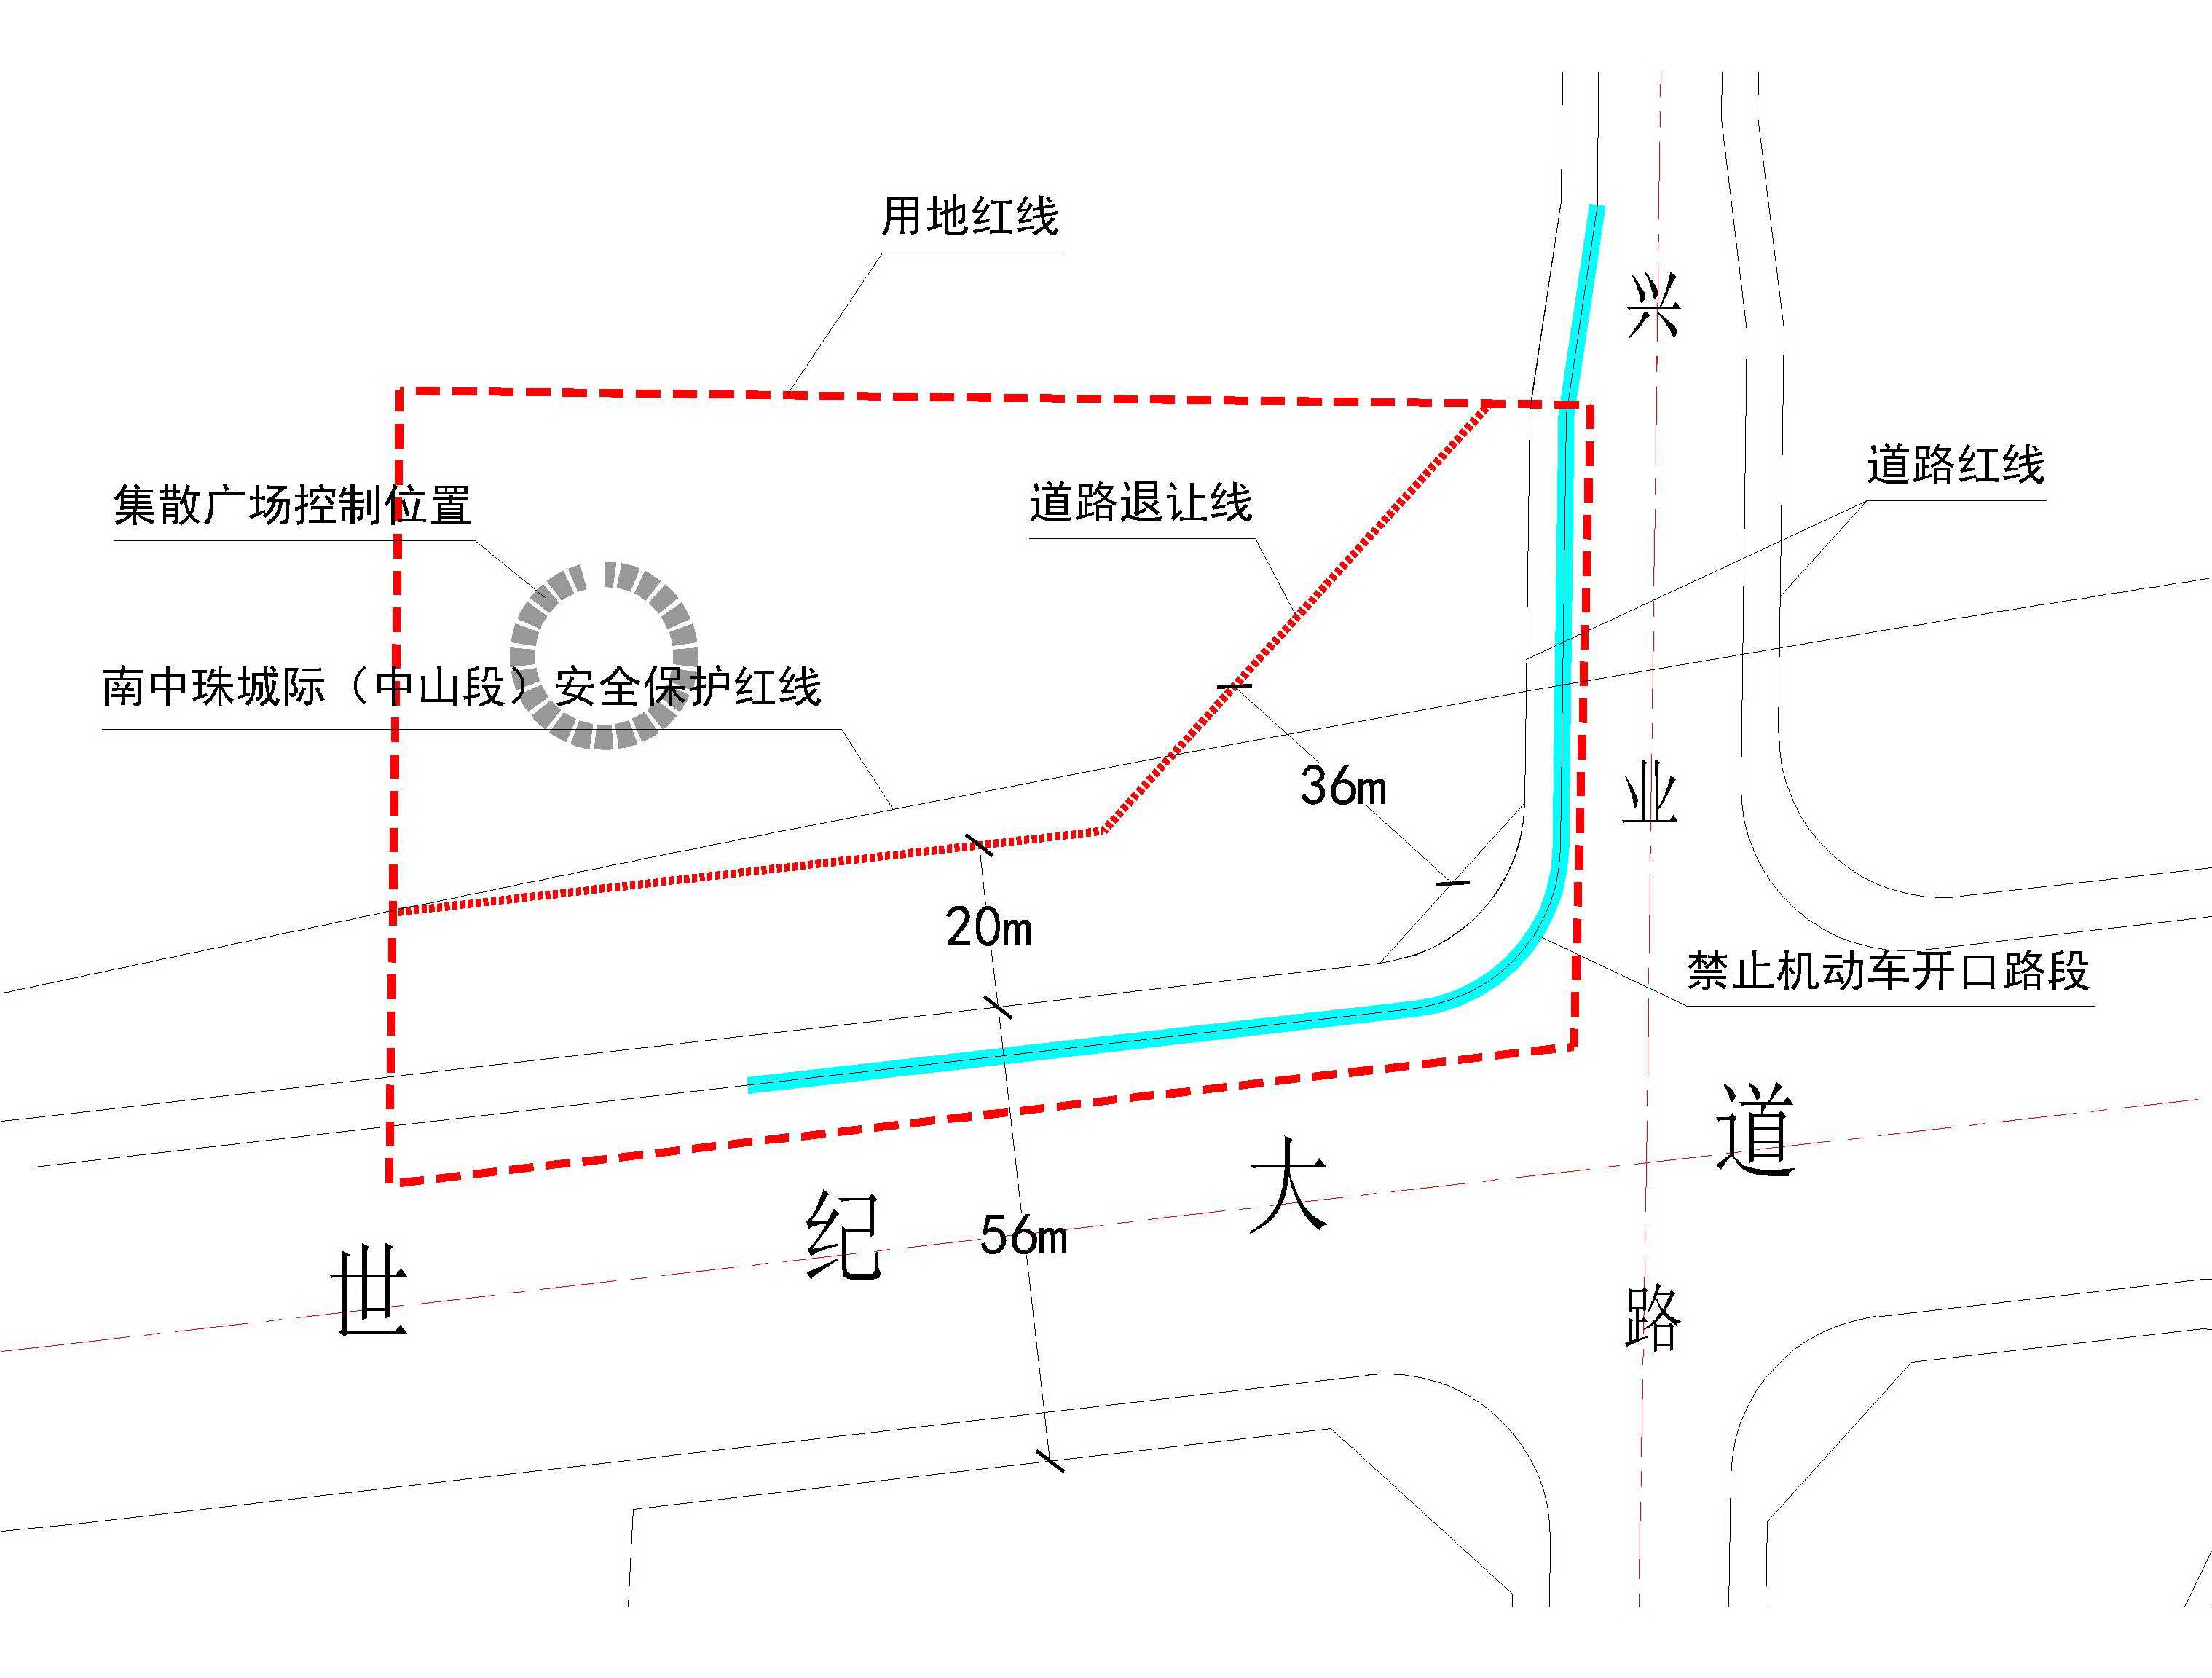 用地红线
兴
道路红线
集散广场控制位置
道路退让线
南中珠城际（中山段）安全保护红线
36m
业
20m
禁止机动车开口路段
世纪大道
56m
路